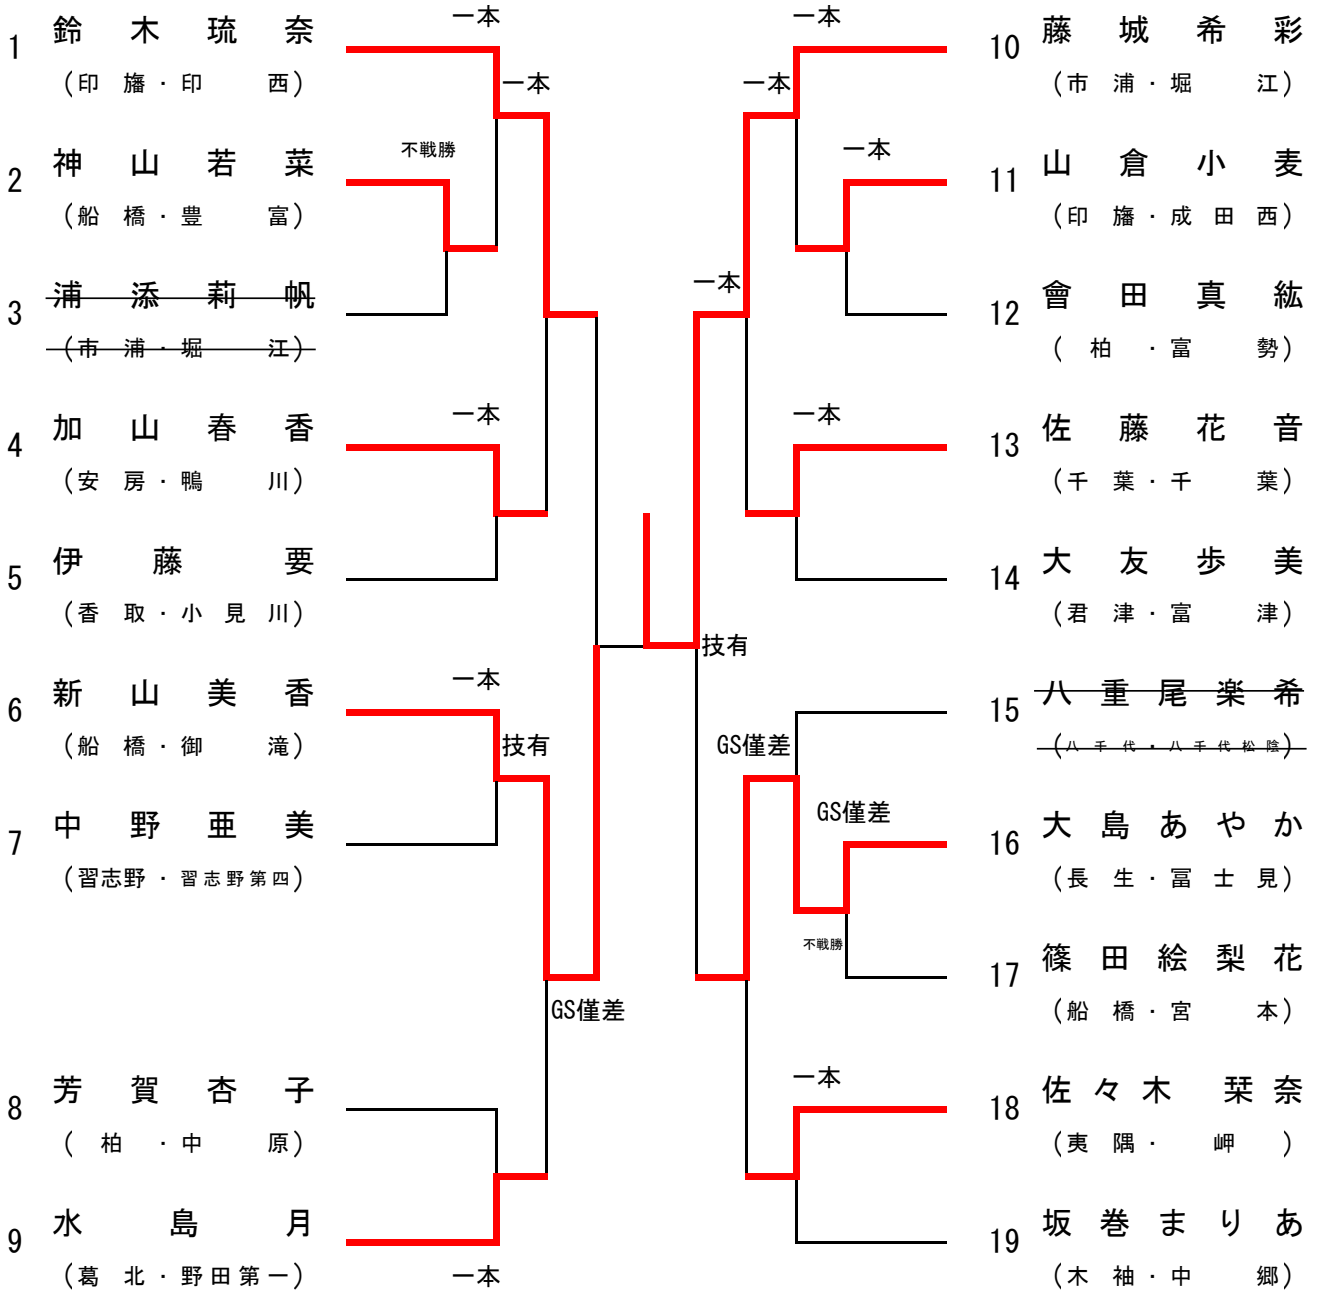 1 鈴木琉奈
(印旛・印西)
2 神山若菜
(船橋・豊富)
3 浦添莉帆
(市浦・堀江)
4 加山春香
(安房・鴨川)
5 伊藤要
(香取・小見川)
6 新山美香
(船橋・御滝)
7 中野亜美
(習志野・習志野第四)
8 芳賀杏子
(柏・中原)
9 水島月
(葛北・野田第一)
一本
一本
不戦勝
一本
一本
技有
GS僅差
一本
一本
一本
一本
一本
一本
技有
GS僅差
GS僅差
不戦勝
一本
10 藤城希彩
(市浦・堀江)
11 山倉小麦
(印旛・成田西)
12 會田真紘
(柏・富勢)
13 佐藤花音
(千葉・千葉)
14 大友歩美
(君津・富津)
15 八重尾楽希
(八千代・八千代松陰)
16 大島あやか
(長生・冨士見)
17 篠田絵梨花
(船橋・宮本)
18 佐々木栞奈
(夷隅・岬)
19 坂巻まりあ
(木袖・中郷)